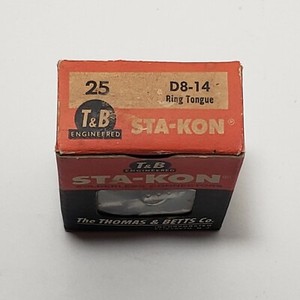 25 D8-14
Ring Tongue
T&B
ENGINEERED
STA-KON®
T&B
ENGINEERED
STA-KON
The THOMAS & BETTS Co.